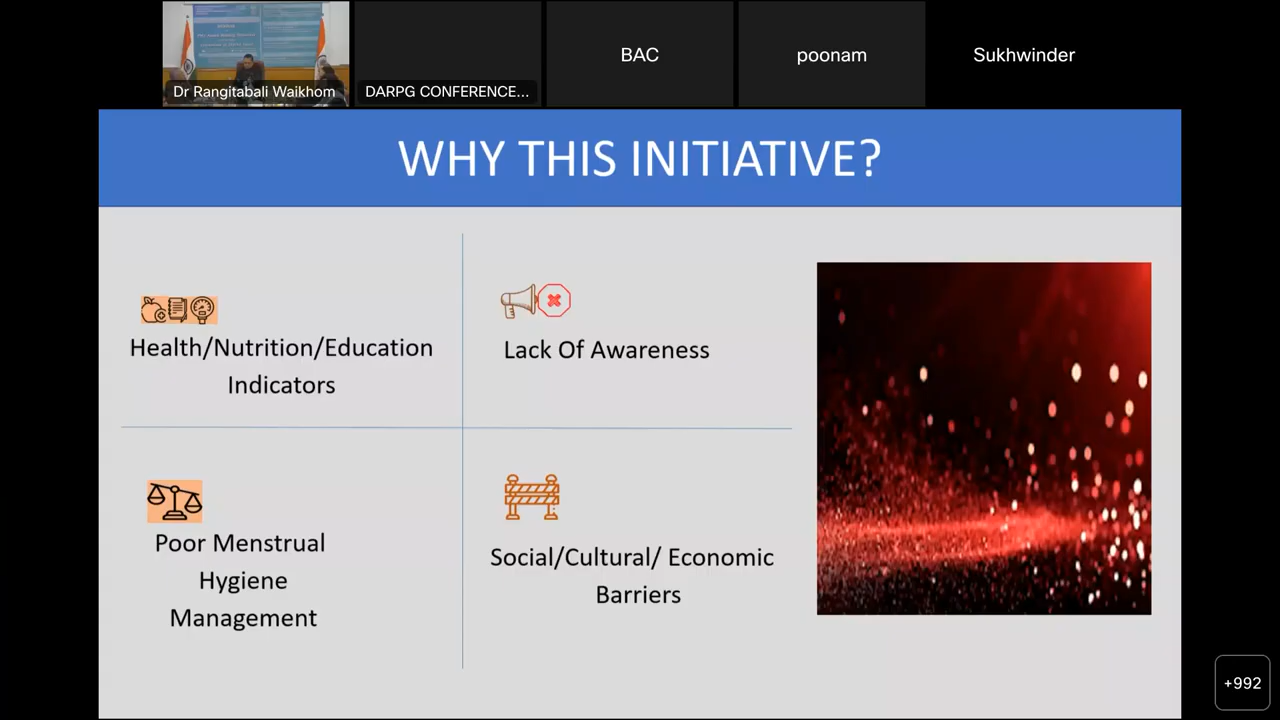 Dr Rangitabali Waikhom
DARPG CONFERENCE...
BAC
poonam
Sukhwinder
WHY THIS INITIATIVE?
Health/Nutrition/Education
Indicators
Lack Of Awareness
Poor Menstrual
Hygiene
Management
Social/Cultural/ Economic
Barriers
+992